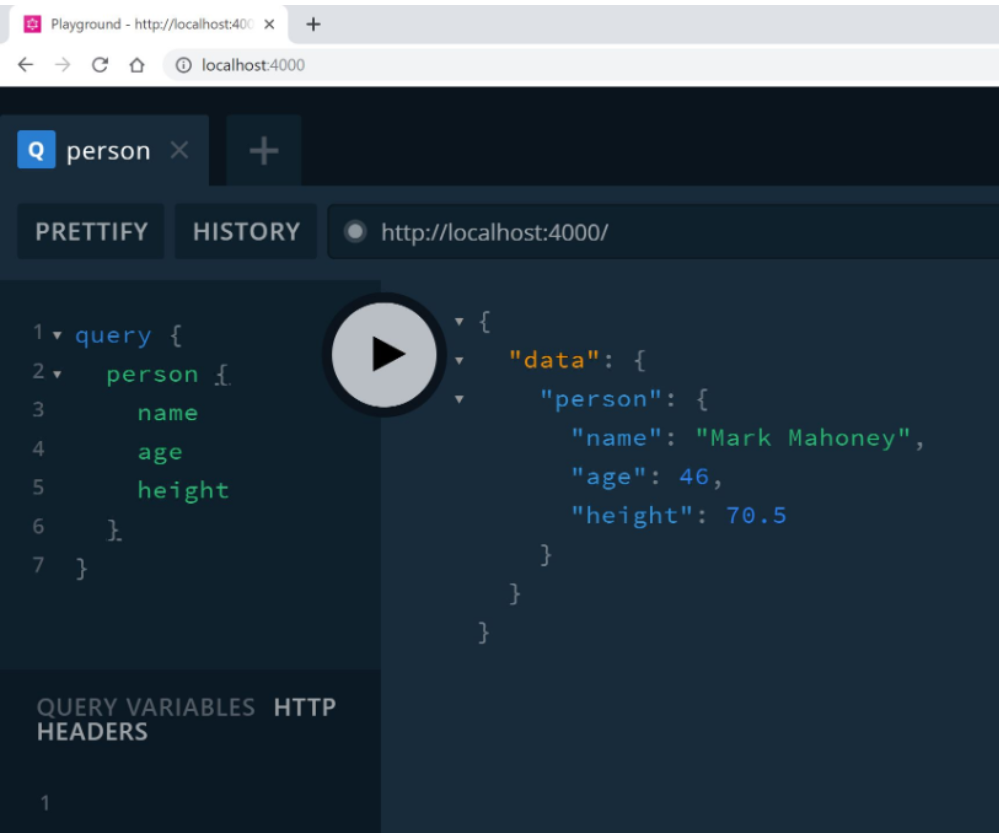 Playground - http://localhost:400
localhost:4000
Q person
PRETTIFY HISTORY http://localhost:4000/
1 query {
2 person {
3 name
4 age
5 height
6 }
7 }
{
"data": {
"person": {
"name": "Mark Mahoney",
"age": 46,
"height": 70.5
}
}
}
QUERY VARIABLES HTTP
HEADERS
1